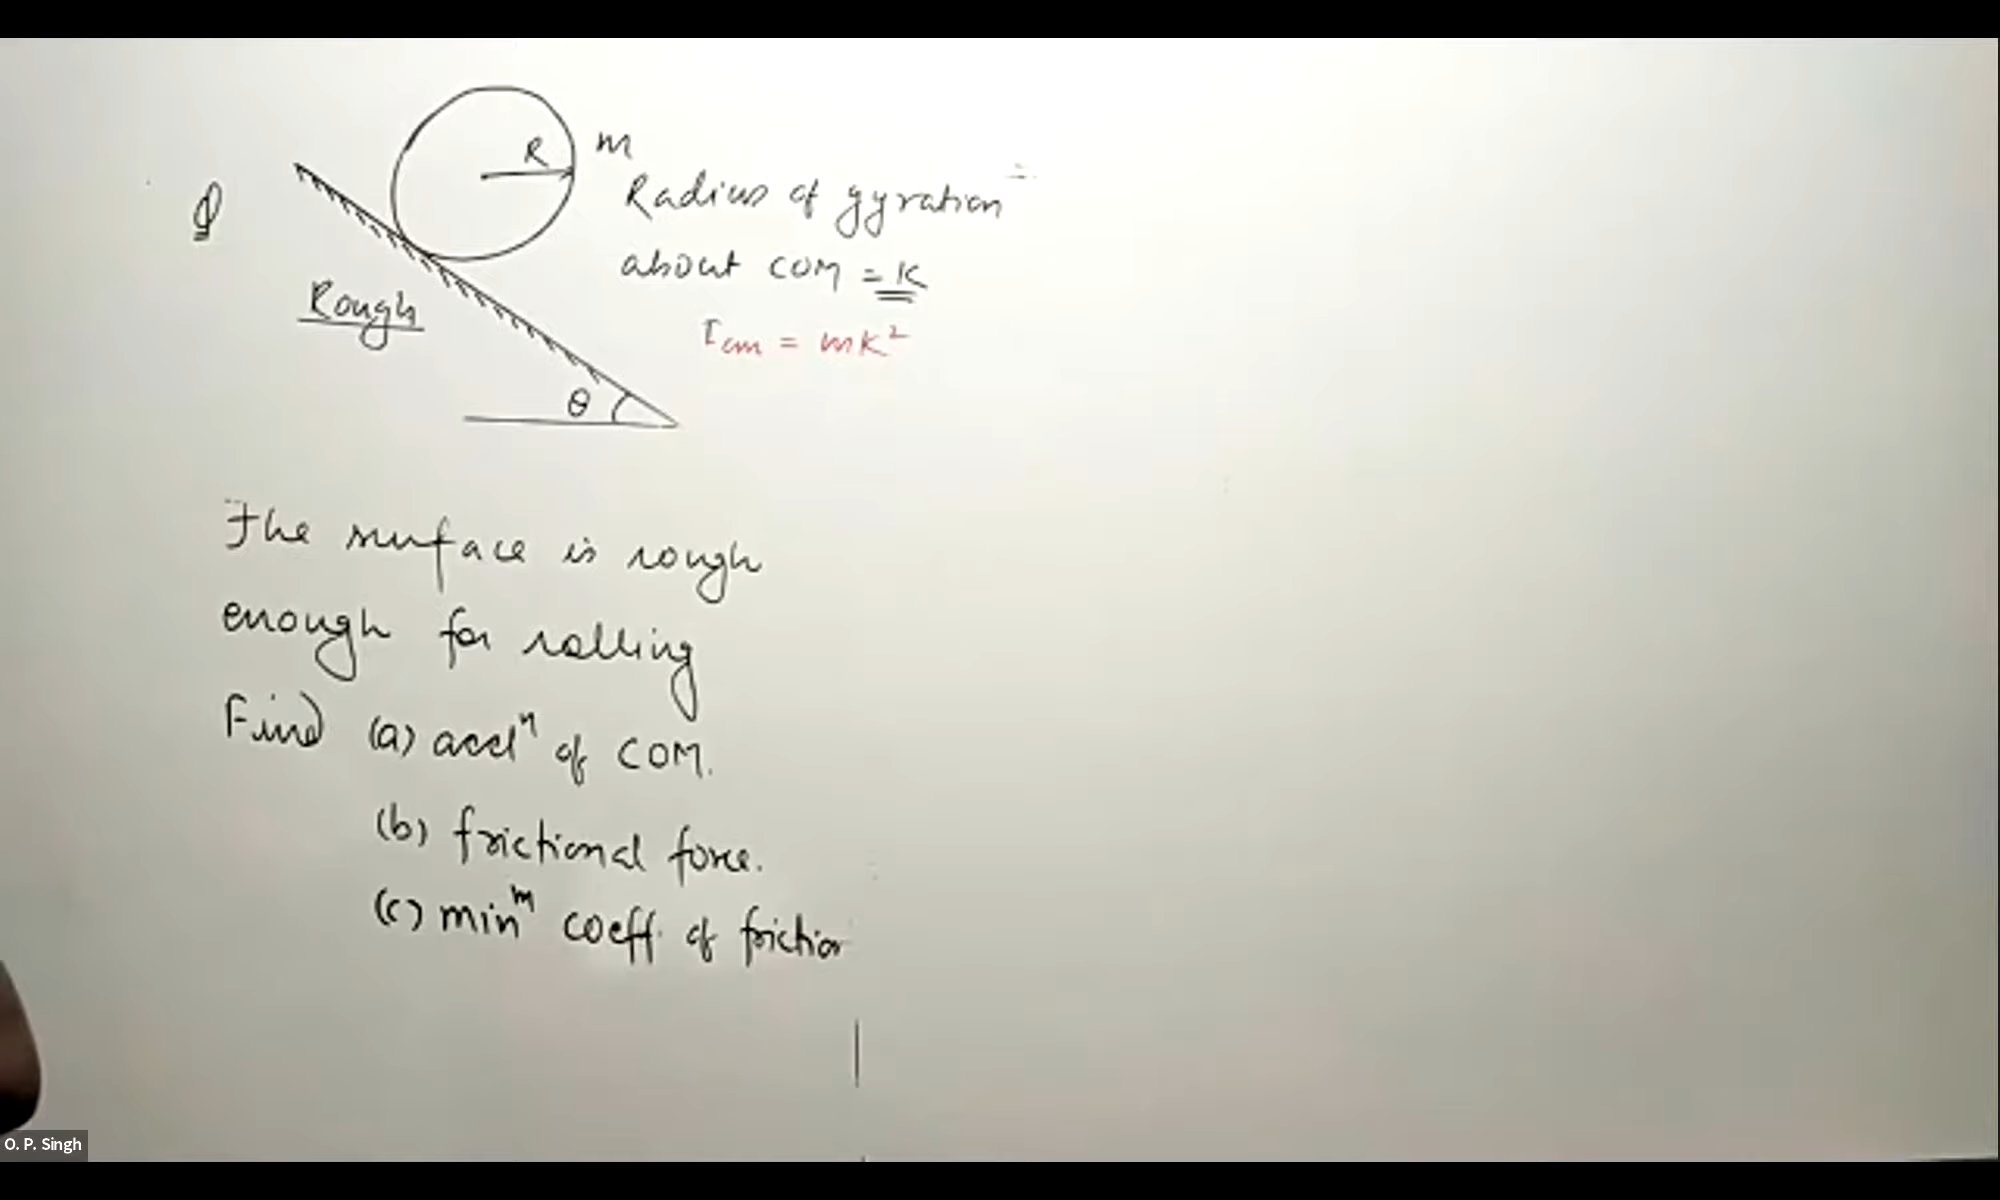 Q
R
m
Radius of gyration
about COM = K
Icm = mK²
Rough
θ
The surface is rough
enough for rolling
Find (a) acclⁿ of COM.
(b) frictional force.
(c) minᵐ coeff. of friction
O. P. Singh